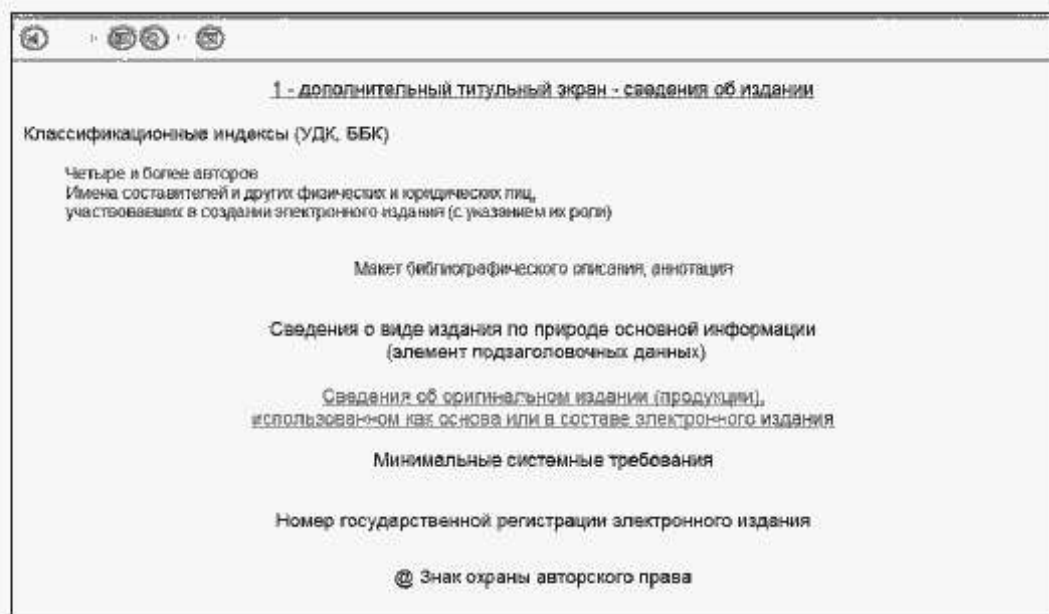 1 - дополнительный титульный экран - сведения об издании
Классификационные индексы (УДК, ББК)
Четыре и более авторов
Имена составителей и других физических и юридических лиц,
участвовавших в создании электронного издания (с указанием их роли)
Макет библиографического описания, аннотация
Сведения о виде издания по природе основной информации
(элемент подзаголовочных данных)
Сведения об оригинальном издании (продукции),
использованном как основа или в составе электронного издания
Минимальные системные требования
Номер государственной регистрации электронного издания
@ Знак охраны авторского права